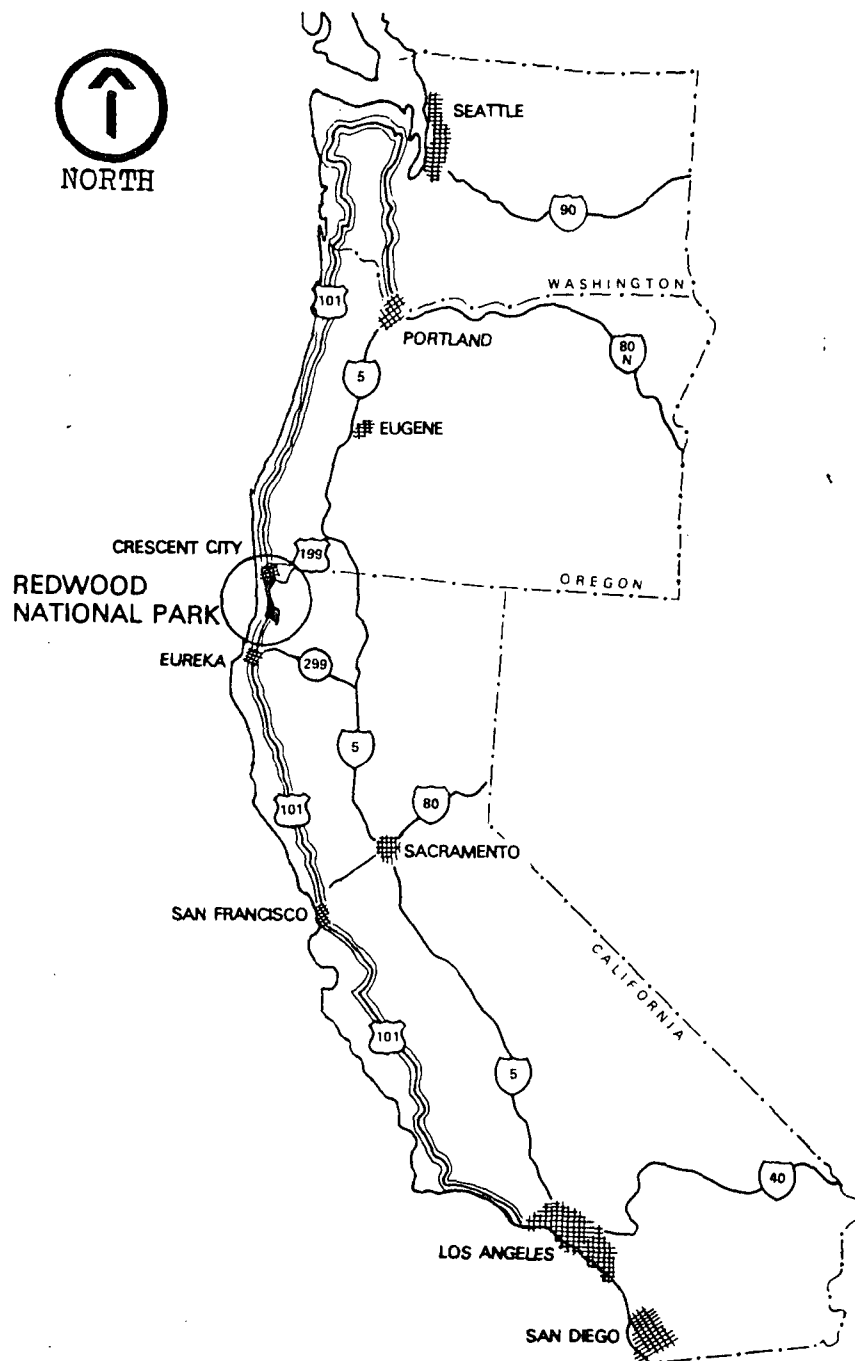 NORTH
SEATTLE
90
WASHINGTON
101
PORTLAND
80
N
5
EUGENE
CRESCENT CITY
199
OREGON
REDWOOD
NATIONAL PARK
EUREKA
299
5
101
80
SACRAMENTO
SAN FRANCISCO
CALIFORNIA
101
5
40
LOS ANGELES
SAN DIEGO